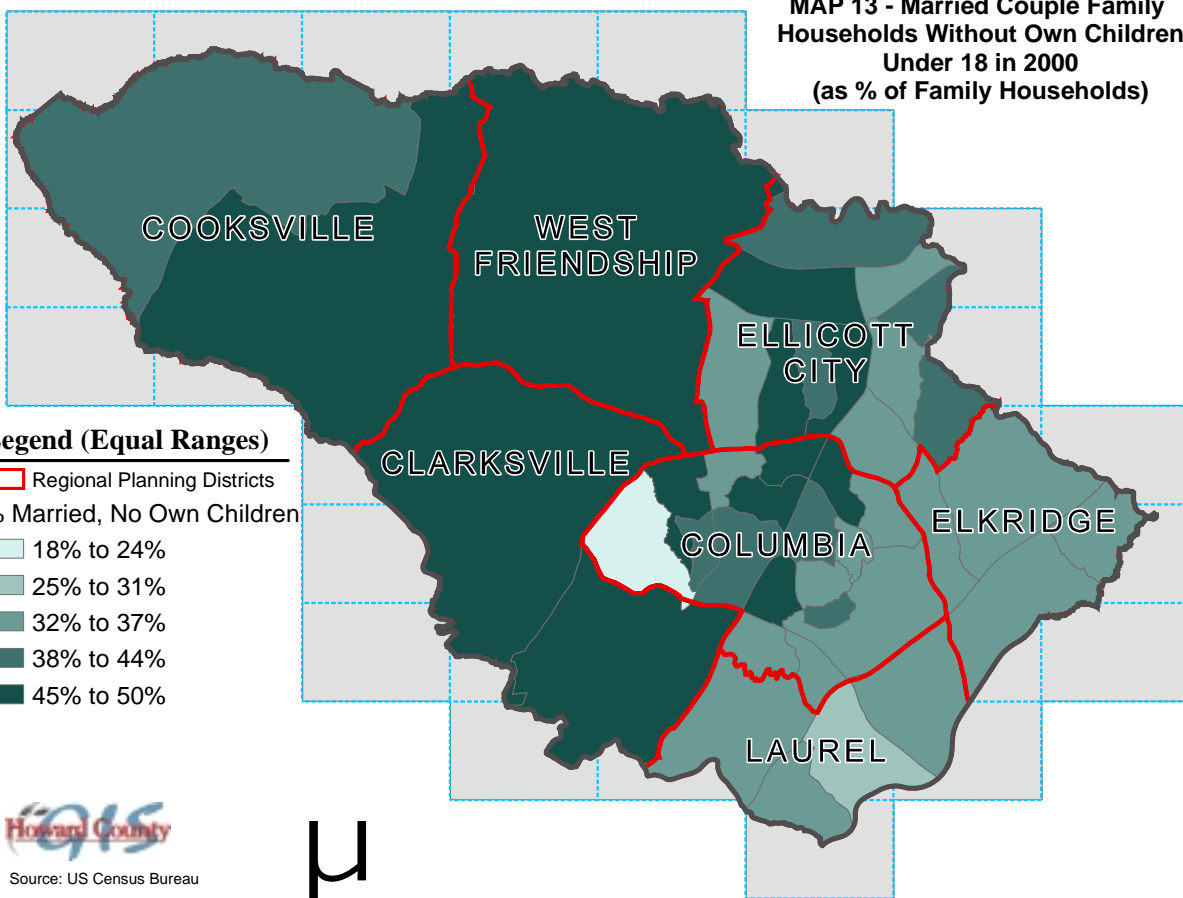 MAP 13 - Married Couple Family
Households Without Own Children
Under 18 in 2000
(as % of Family Households)
COOKSVILLE
WEST
FRIENDSHIP
ELLICOTT
CITY
CLARKSVILLE
COLUMBIA
ELKRIDGE
LAUREL
Legend (Equal Ranges)
Regional Planning Districts
% Married, No Own Children
18% to 24%
25% to 31%
32% to 37%
38% to 44%
45% to 50%
Howard County
GIS
Source: US Census Bureau
µ